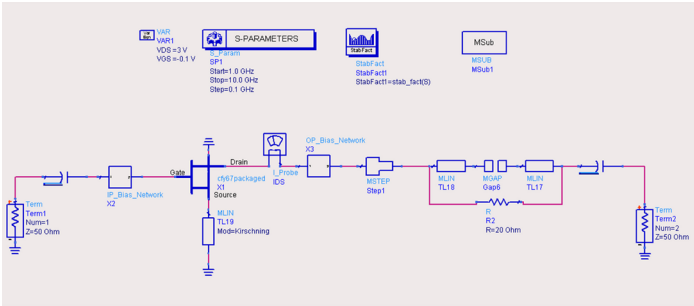 Var
Eqn
VAR
VAR1
VDS =3 V
VGS =-0.1 V
S-PARAMETERS
S_Param
SP1
Start=1.0 GHz
Stop=10.0 GHz
Step=0.1 GHz
StabFact
StabFact
StabFact1
StabFact1=stab_fact(S)
MSub
MSUB
MSub1
Term
Term1
Num=1
Z=50 Ohm
IP_Bias_Network
X2
Gate
Drain
cfy67packaged
X1
Source
MLIN
TL19
Mod=Kirschning
I_Probe
IDS
OP_Bias_Network
X3
MSTEP
Step1
MLIN
TL18
MGAP
Gap6
MLIN
TL17
R
R2
R=20 Ohm
Term
Term2
Num=2
Z=50 Ohm